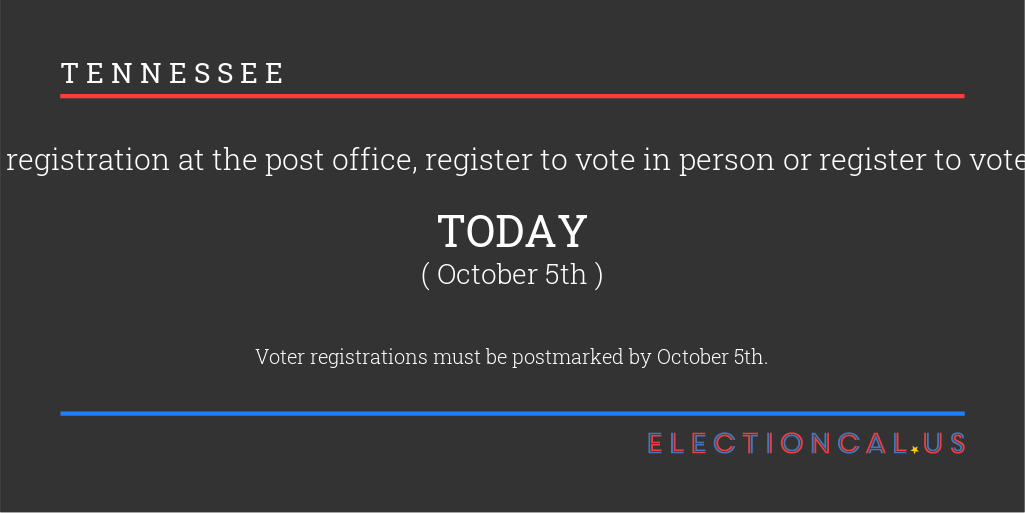 TENNESSEE
registration at the post office, register to vote in person or register to vote
TODAY
( October 5th )
Voter registrations must be postmarked by October 5th.
ELECTIONCAL.US